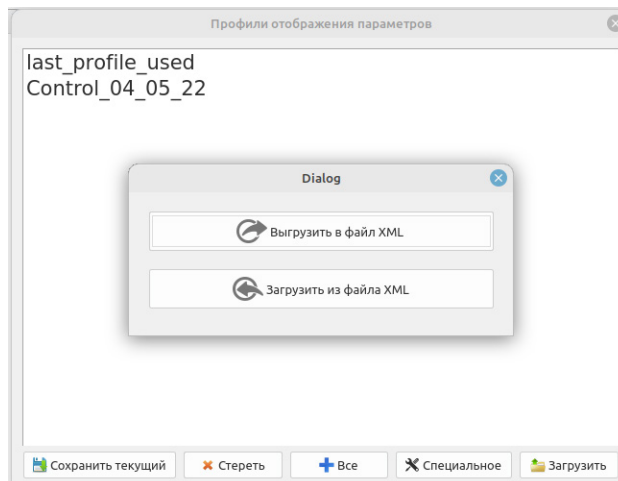 Профили отображения параметров
last_profile_used
Control_04_05_22
Dialog
Выгрузить в файл XML
Загрузить из файла XML
Сохранить текущий Стереть Все Специальное Загрузить